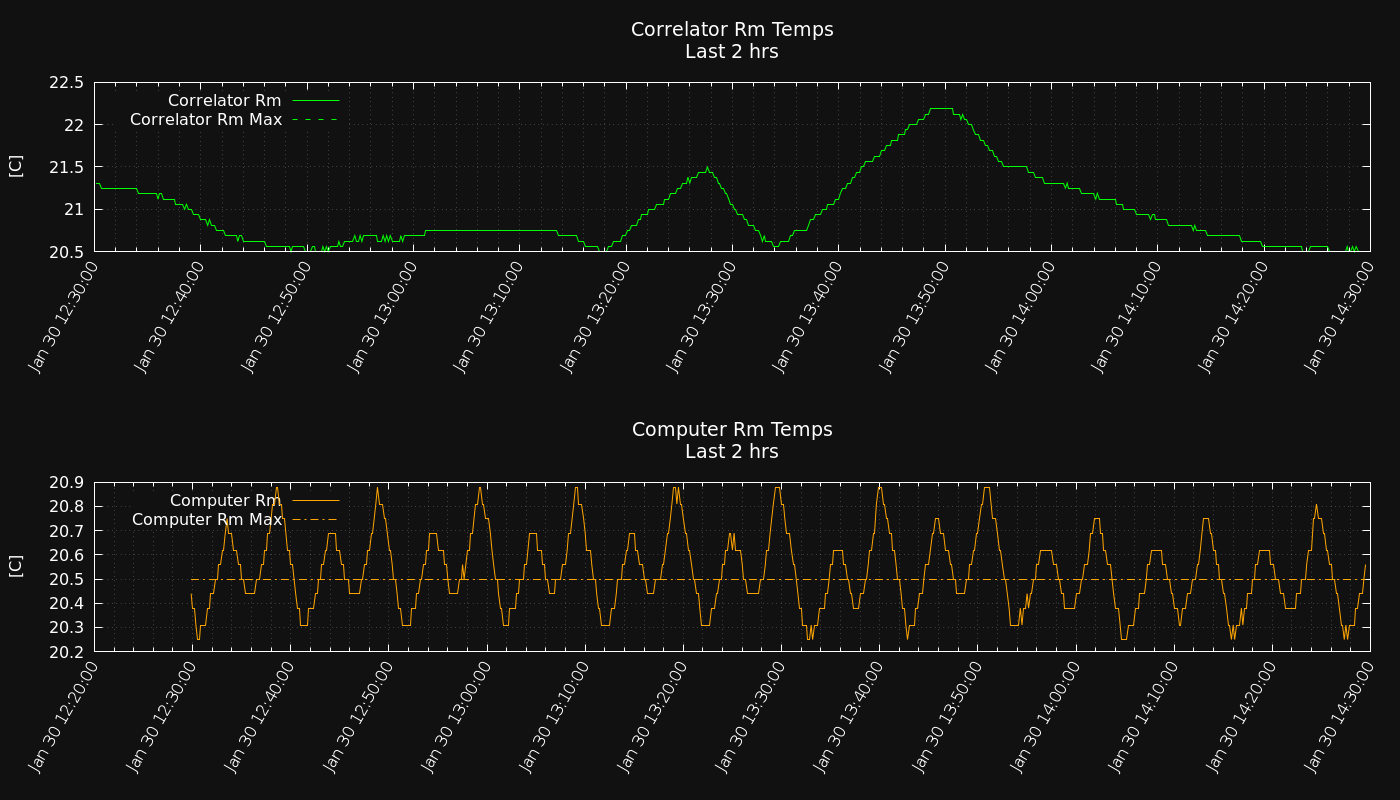 Correlator Rm Temps
Last 2 hrs
22.5
22
21.5
21
20.5
[C]
Correlator Rm
Correlator Rm Max
Jan 30 12:30:00
Jan 30 12:40:00
Jan 30 12:50:00
Jan 30 13:00:00
Jan 30 13:10:00
Jan 30 13:20:00
Jan 30 13:30:00
Jan 30 13:40:00
Jan 30 13:50:00
Jan 30 14:00:00
Jan 30 14:10:00
Jan 30 14:20:00
Jan 30 14:30:00
Computer Rm Temps
Last 2 hrs
20.9
20.8
20.7
20.6
20.5
20.4
20.3
20.2
[C]
Computer Rm
Computer Rm Max
Jan 30 12:20:00
Jan 30 12:30:00
Jan 30 12:40:00
Jan 30 12:50:00
Jan 30 13:00:00
Jan 30 13:10:00
Jan 30 13:20:00
Jan 30 13:30:00
Jan 30 13:40:00
Jan 30 13:50:00
Jan 30 14:00:00
Jan 30 14:10:00
Jan 30 14:20:00
Jan 30 14:30:00